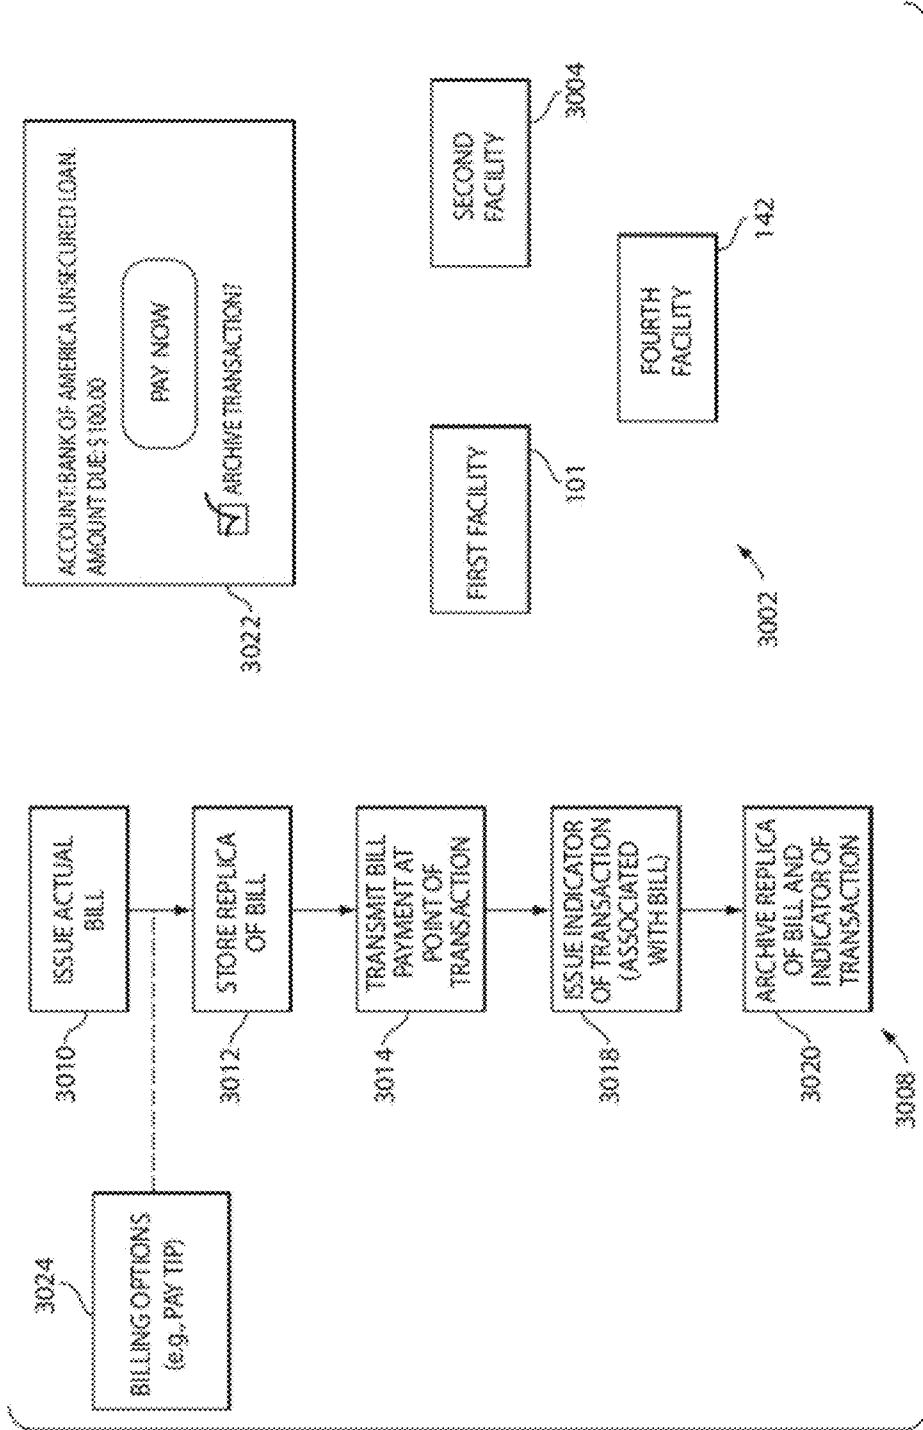 3024
BILLING OPTIONS
(e.g., PAY TIP)
3010
ISSUE ACTUAL
BILL
3012
STORE REPLICA
OF BILL
3014
TRANSMIT BILL
PAYMENT AT
POINT OF
TRANSACTION
3018
ISSUE INDICATOR
OF TRANSACTION
(ASSOCIATED
WITH BILL)
3020
ARCHIVE REPLICA
OF BILL AND
INDICATOR OF
TRANSACTION
3008
3022
ACCOUNT: BANK OF AMERICA. UNSECURED LOAN.
AMOUNT DUE: $100.00
PAY NOW
ARCHIVE TRANSACTION?
FIRST FACILITY
101
SECOND
FACILITY
3004
FOURTH
FACILITY
142
3002